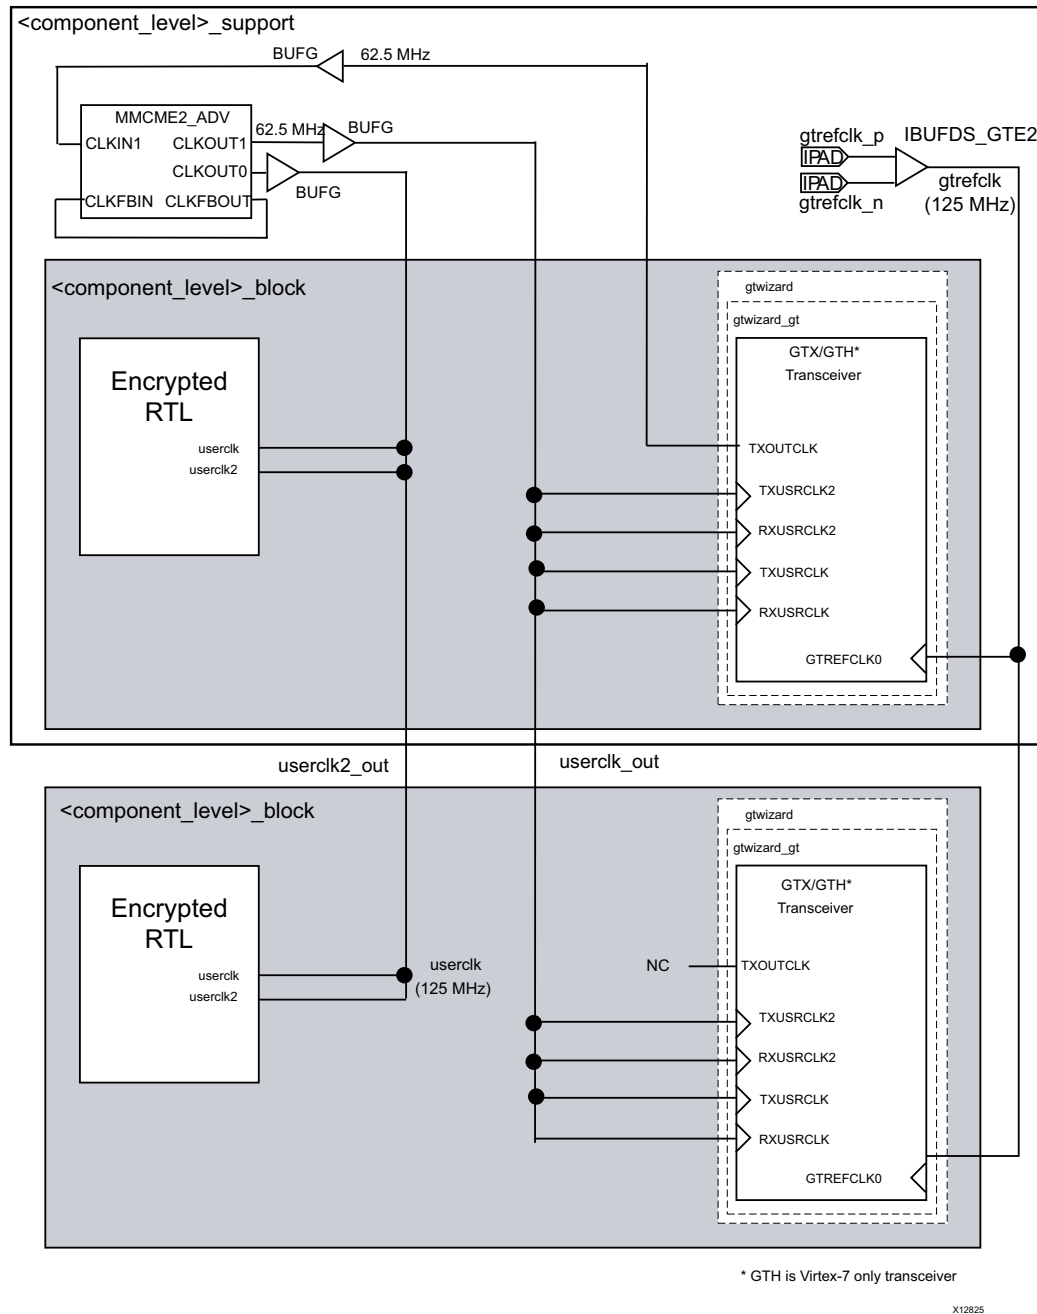 <component_level>_support
BUFG
62.5 MHz
MMCME2_ADV
CLKIN1
CLKOUT1
62.5 MHz
BUFG
CLKOUT0
BUFG
CLKFBIN
CLKFBOUT
gtrefclk_p
IBUFDS_GTE2
IPAD
IPAD
gtrefclk
gtrefclk_n
(125 MHz)
<component_level>_block
gtwizard
gtwizard_gt
GTX/GTH*
Transceiver
Encrypted
RTL
userclk
userclk2
TXOUTCLK
TXUSRCLK2
RXUSRCLK2
TXUSRCLK
RXUSRCLK
GTREFCLK0
userclk2_out
userclk_out
<component_level>_block
gtwizard
gtwizard_gt
GTX/GTH*
Transceiver
Encrypted
RTL
userclk
userclk2
userclk
(125 MHz)
NC
TXOUTCLK
TXUSRCLK2
RXUSRCLK2
TXUSRCLK
RXUSRCLK
GTREFCLK0
* GTH is Virtex-7 only transceiver
X12825